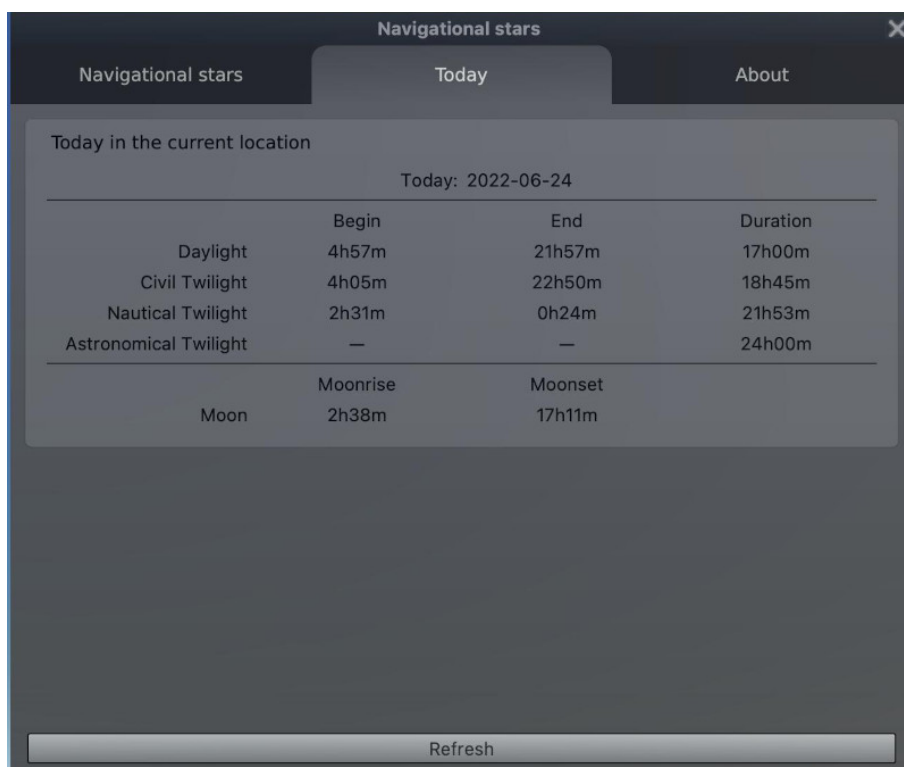 Navigational stars
Navigational stars Today About
Today in the current location
Today: 2022-06-24
Begin End Duration
Daylight 4h57m 21h57m 17h00m
Civil Twilight 4h05m 22h50m 18h45m
Nautical Twilight 2h31m 0h24m 21h53m
Astronomical Twilight — — 24h00m
Moonrise Moonset
Moon 2h38m 17h11m
Refresh